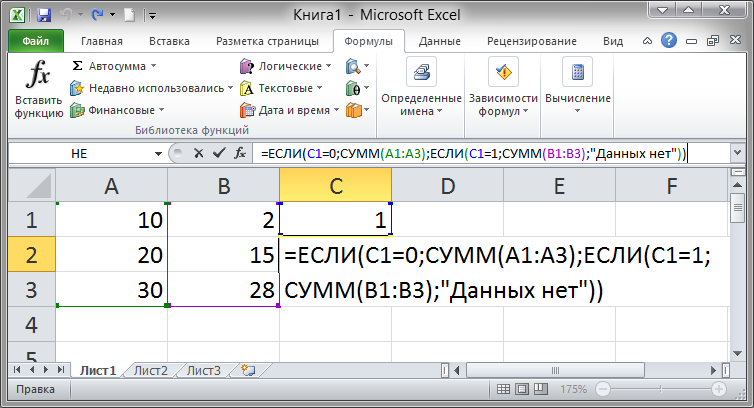 Книга1 - Microsoft Excel
Файл Главная Вставка Разметка страницы Формулы Данные Рецензирование Вид
fx Вставить функцию
Σ Автосумма
Недавно использовались
Финансовые
Логические
Текстовые
Дата и время
Определенные имена
Зависимости формул
Вычисление
Библиотека функций
НЕ fx =ЕСЛИ(C1=0;СУММ(A1:A3);ЕСЛИ(C1=1;СУММ(B1:B3);"Данных нет"))
A B C D E F
1 10 2 1
2 20 15 =ЕСЛИ(C1=0;СУММ(A1:A3);ЕСЛИ(C1=1;
3 30 28 СУММ(B1:B3);"Данных нет"))
4
5
Лист1 Лист2 Лист3
Правка 175%